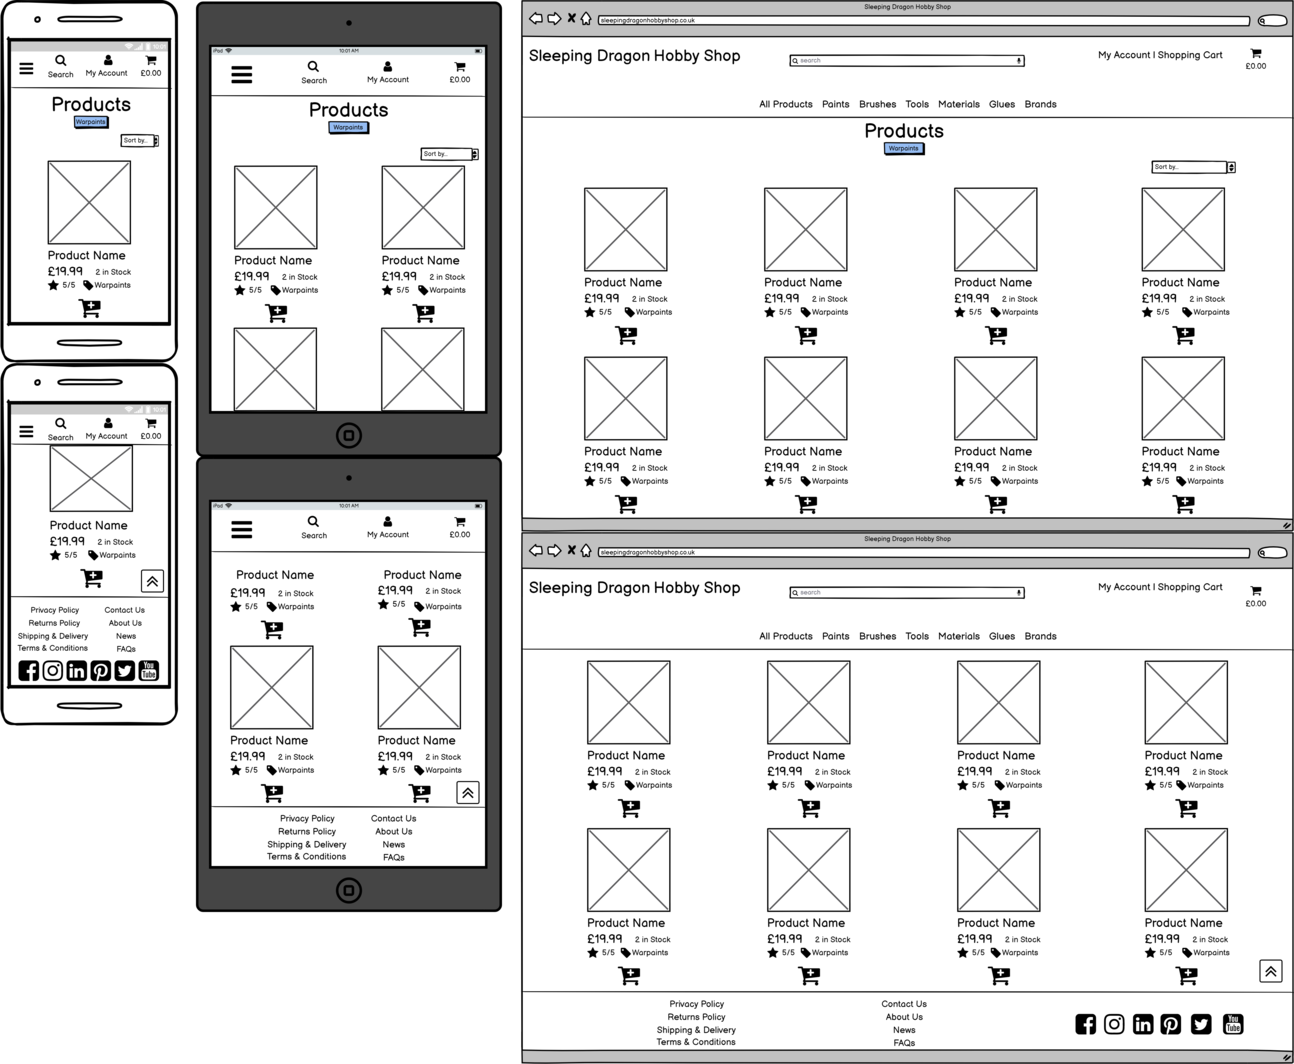 10:01
Search
My Account
£0.00
Products
Warpaints
Sort by...
Product Name
£19.99 2 in Stock
5/5 Warpaints
10:01
Search
My Account
£0.00
Product Name
£19.99 2 in Stock
5/5 Warpaints
Privacy Policy Contact Us
Returns Policy About Us
Shipping & Delivery News
Terms & Conditions FAQs
You
Tube
iPad 10:01 AM
Search
My Account
£0.00
Products
Warpaints
Sort by...
Product Name Product Name
£19.99 2 in Stock £19.99 2 in Stock
5/5 Warpaints 5/5 Warpaints
iPad 10:01 AM
Search
My Account
£0.00
Product Name Product Name
£19.99 2 in Stock £19.99 2 in Stock
5/5 Warpaints 5/5 Warpaints
Product Name Product Name
£19.99 2 in Stock £19.99 2 in Stock
5/5 Warpaints 5/5 Warpaints
Privacy Policy Contact Us
Returns Policy About Us
Shipping & Delivery News
Terms & Conditions FAQs
Sleeping Dragon Hobby Shop
sleepingdragonhobbyshop.co.uk
Sleeping Dragon Hobby Shop search My Account | Shopping Cart
£0.00
All Products Paints Brushes Tools Materials Glues Brands
Products
Warpaints
Sort by...
Product Name Product Name Product Name Product Name
£19.99 2 in Stock £19.99 2 in Stock £19.99 2 in Stock £19.99 2 in Stock
5/5 Warpaints 5/5 Warpaints 5/5 Warpaints 5/5 Warpaints
Product Name Product Name Product Name Product Name
£19.99 2 in Stock £19.99 2 in Stock £19.99 2 in Stock £19.99 2 in Stock
5/5 Warpaints 5/5 Warpaints 5/5 Warpaints 5/5 Warpaints
Sleeping Dragon Hobby Shop
sleepingdragonhobbyshop.co.uk
Sleeping Dragon Hobby Shop search My Account | Shopping Cart
£0.00
All Products Paints Brushes Tools Materials Glues Brands
Product Name Product Name Product Name Product Name
£19.99 2 in Stock £19.99 2 in Stock £19.99 2 in Stock £19.99 2 in Stock
5/5 Warpaints 5/5 Warpaints 5/5 Warpaints 5/5 Warpaints
Product Name Product Name Product Name Product Name
£19.99 2 in Stock £19.99 2 in Stock £19.99 2 in Stock £19.99 2 in Stock
5/5 Warpaints 5/5 Warpaints 5/5 Warpaints 5/5 Warpaints
Privacy Policy Contact Us
Returns Policy About Us
Shipping & Delivery News
Terms & Conditions FAQs
You
Tube